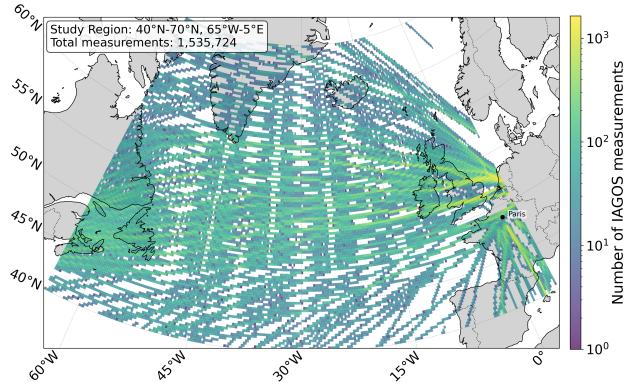 Study Region: 40°N-70°N, 65°W-5°E
Total measurements: 1,535,724
60°N
55°N
50°N
45°N
40°N
60°W
45°W
30°W
15°W
0°
Paris
10³
10²
10¹
10⁰
Number of IAGOS measurements